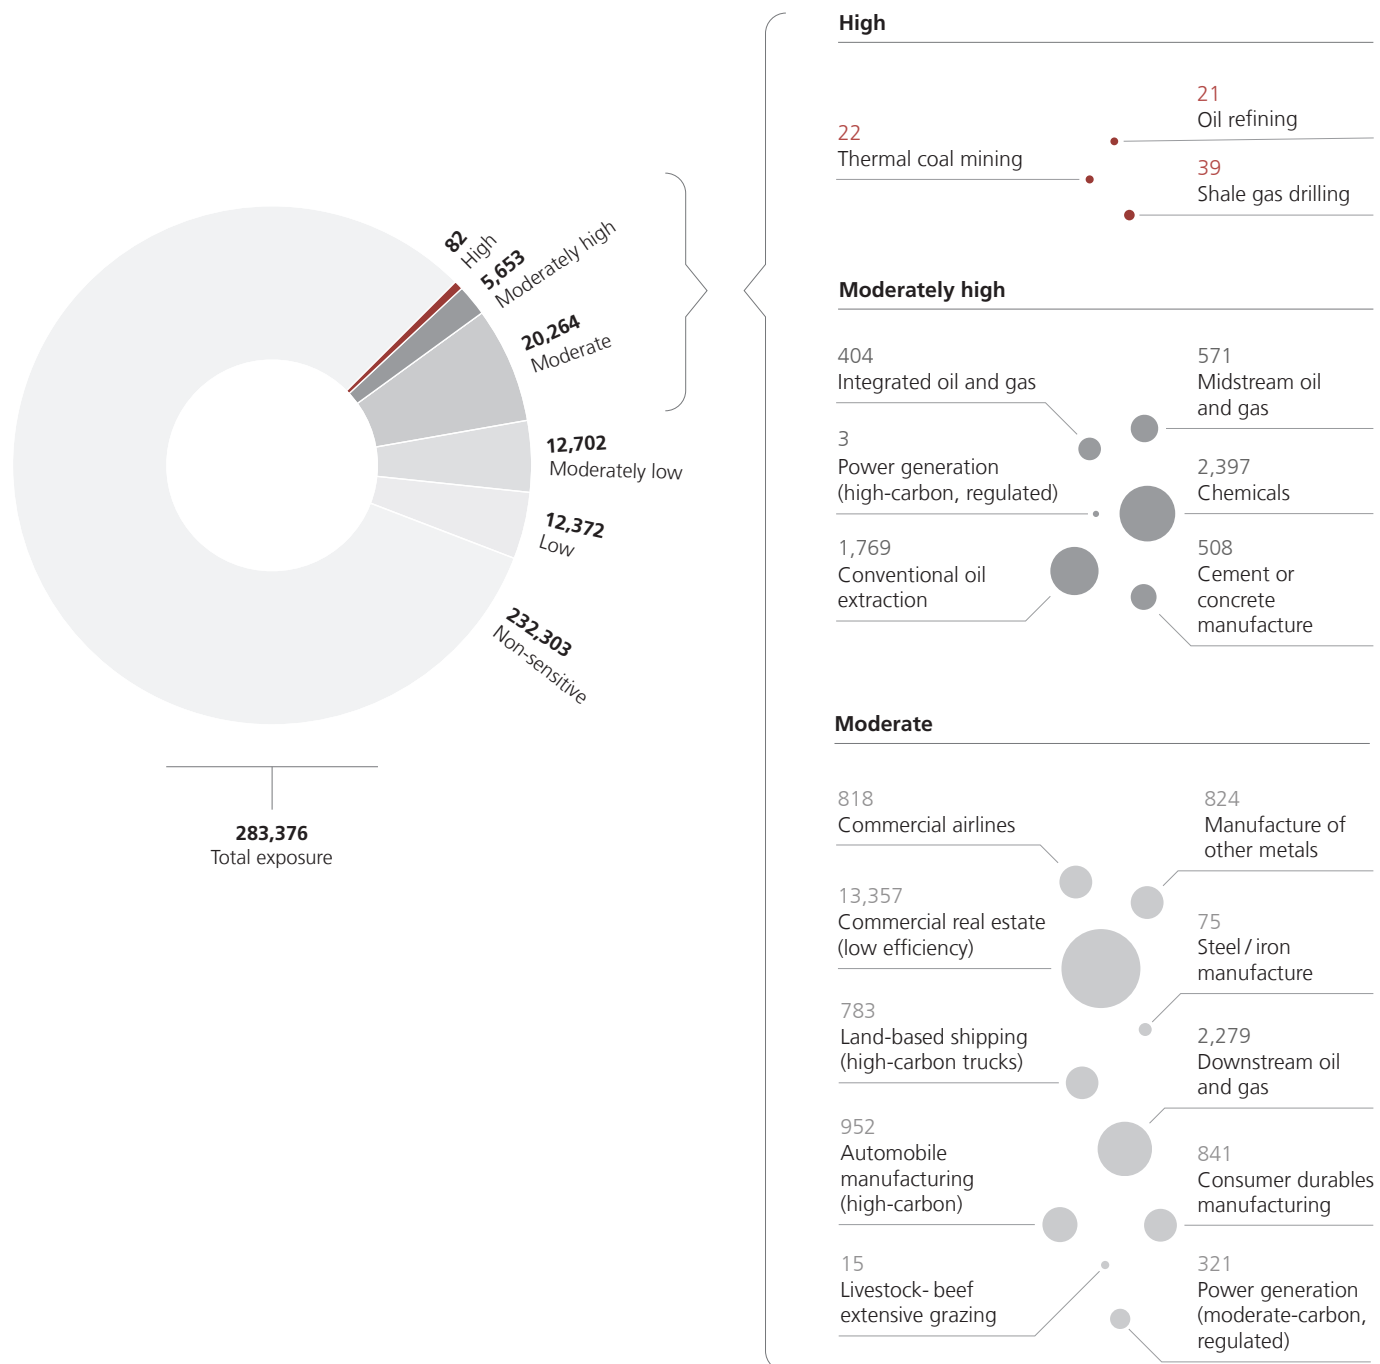 82
High
5,653
Moderately high
20,264
Moderate
12,702
Moderately low
12,372
Low
232,303
Non-sensitive
283,376
Total exposure
High
22
Thermal coal mining
21
Oil refining
39
Shale gas drilling
Moderately high
404
Integrated oil and gas
3
Power generation
(high-carbon, regulated)
1,769
Conventional oil
extraction
571
Midstream oil
and gas
2,397
Chemicals
508
Cement or
concrete
manufacture
Moderate
818
Commercial airlines
13,357
Commercial real estate
(low efficiency)
783
Land-based shipping
(high-carbon trucks)
952
Automobile
manufacturing
(high-carbon)
15
Livestock- beef
extensive grazing
824
Manufacture of
other metals
75
Steel / iron
manufacture
2,279
Downstream oil
and gas
841
Consumer durables
manufacturing
321
Power generation
(moderate-carbon,
regulated)